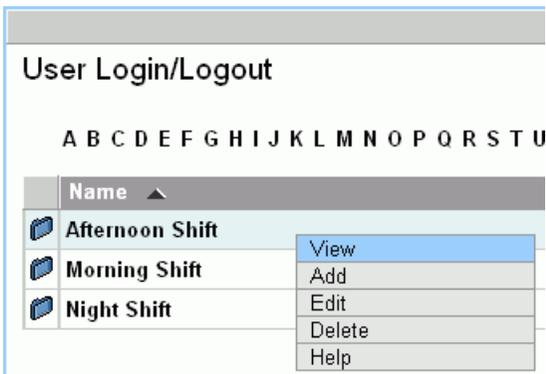 User Login/Logout
A B C D E F G H I J K L M N O P Q R S T U
Name
Afternoon Shift
Morning Shift
Night Shift
View
Add
Edit
Delete
Help